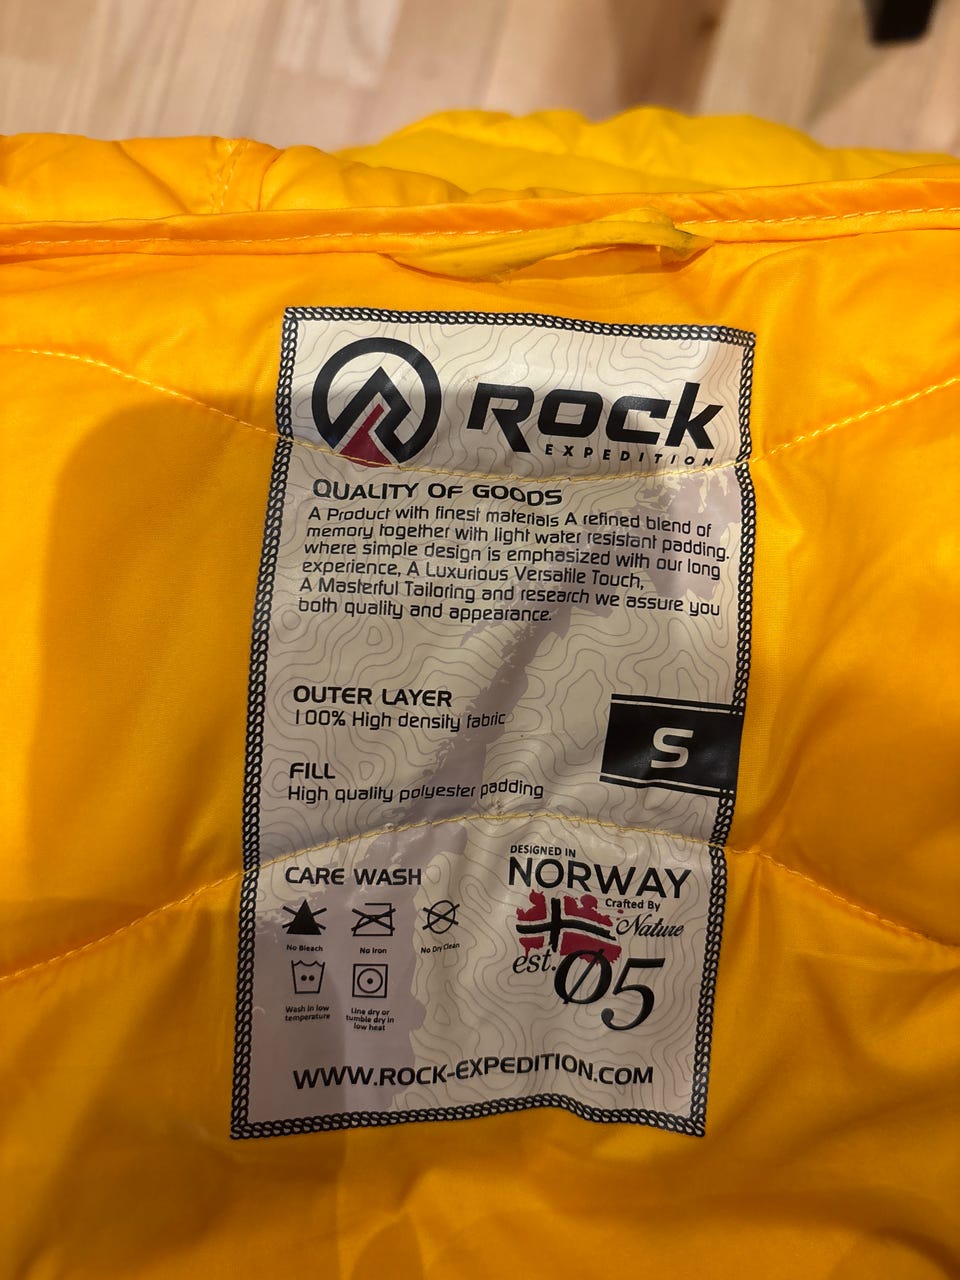 ROCK
EXPEDITION
QUALITY OF GOODS
A Product with finest materials A refined blend of
memory together with light water resistant padding.
where simple design is emphasized with our long
experience, A Luxurious Versatile Touch,
A Masterful Tailoring and research we assure you
both quality and appearance.
OUTER LAYER
100% High density fabric
S
FILL
High quality polyester padding
CARE WASH
No Bleach
No Iron
No Dry Clean
Wash in low
temperature
Line dry or
tumble dry in
low heat
DESIGNED IN
NORWAY
Crafted By
Nature
est. Ø5
WWW.ROCK-EXPEDITION.COM